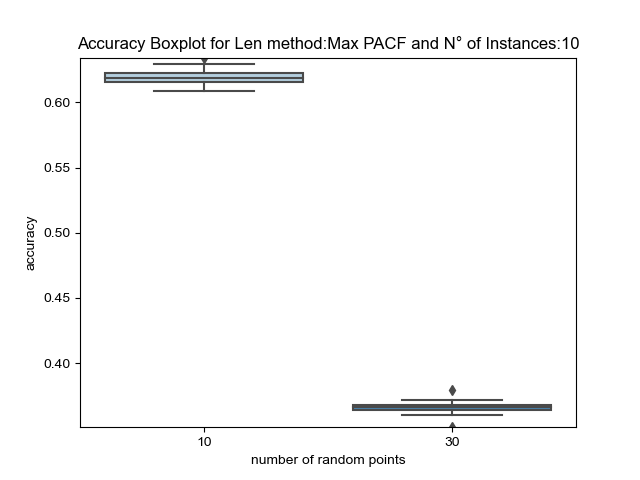 Accuracy Boxplot for Len method:Max PACF and N° of Instances:10
0.60
0.55
0.50
0.45
0.40
accuracy
10 30
number of random points